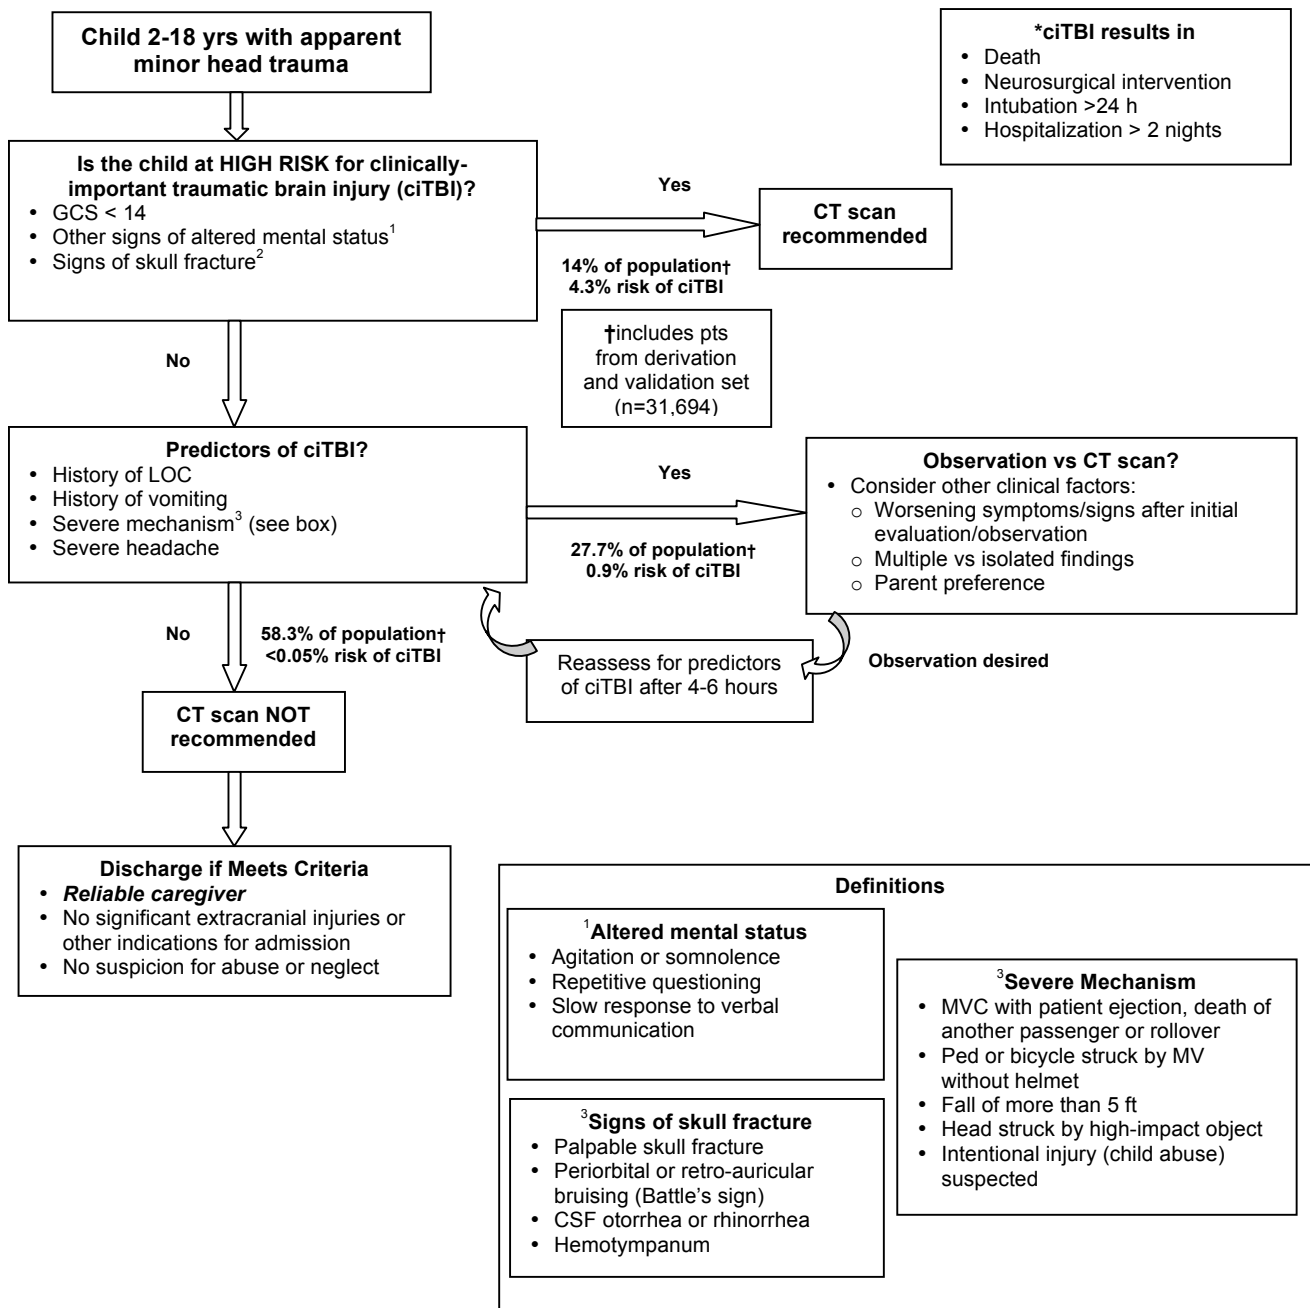 Child 2-18 yrs with apparent
minor head trauma
*ciTBI results in
• Death
• Neurosurgical intervention
• Intubation >24 h
• Hospitalization > 2 nights
Is the child at HIGH RISK for clinically-
important traumatic brain injury (ciTBI)?
• GCS < 14
• Other signs of altered mental status¹
• Signs of skull fracture²
Yes
CT scan
recommended
14% of population†
4.3% risk of ciTBI
†includes pts
from derivation
and validation set
(n=31,694)
No
Predictors of ciTBI?
• History of LOC
• History of vomiting
• Severe mechanism³ (see box)
• Severe headache
Yes
27.7% of population†
0.9% risk of ciTBI
Observation vs CT scan?
• Consider other clinical factors:
o Worsening symptoms/signs after initial
evaluation/observation
o Multiple vs isolated findings
o Parent preference
No
58.3% of population†
<0.05% risk of ciTBI
Reassess for predictors
of ciTBI after 4-6 hours
Observation desired
CT scan NOT
recommended
Discharge if Meets Criteria
• Reliable caregiver
• No significant extracranial injuries or
other indications for admission
• No suspicion for abuse or neglect
Definitions
¹Altered mental status
• Agitation or somnolence
• Repetitive questioning
• Slow response to verbal
communication
³Signs of skull fracture
• Palpable skull fracture
• Periorbital or retro-auricular
bruising (Battle’s sign)
• CSF otorrhea or rhinorrhea
• Hemotympanum
³Severe Mechanism
• MVC with patient ejection, death of
another passenger or rollover
• Ped or bicycle struck by MV
without helmet
• Fall of more than 5 ft
• Head struck by high-impact object
• Intentional injury (child abuse)
suspected